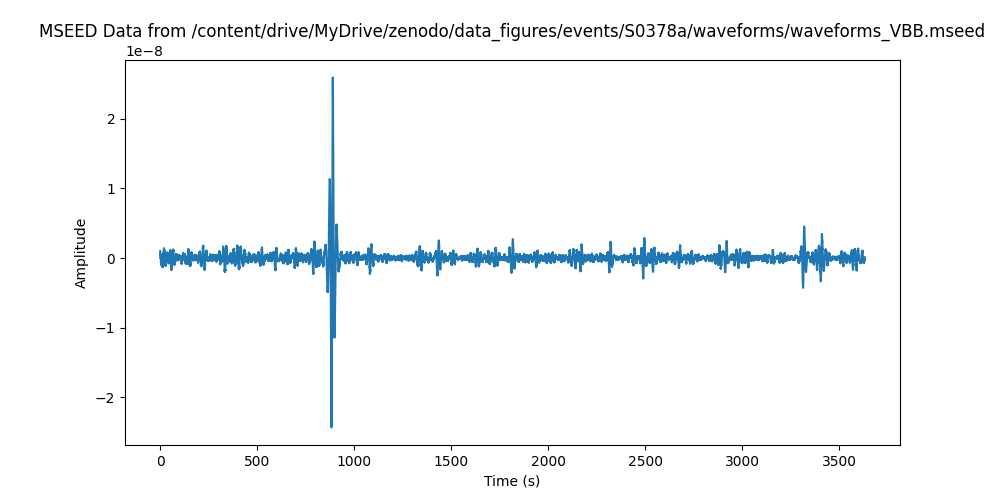 MSEED Data from /content/drive/MyDrive/zenodo/data_figures/events/S0378a/waveforms/waveforms_VBB.mseed
1e−8
2
1
0
−1
−2
Amplitude
0 500 1000 1500 2000 2500 3000 3500
Time (s)